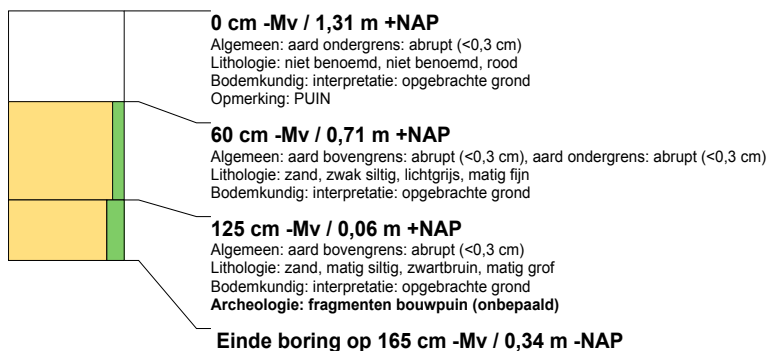 0 cm -Mv / 1,31 m +NAP
Algemeen: aard ondergrens: abrupt (<0,3 cm)
Lithologie: niet benoemd, niet benoemd, rood
Bodemkundig: interpretatie: opgebrachte grond
Opmerking: PUIN
60 cm -Mv / 0,71 m +NAP
Algemeen: aard bovengrens: abrupt (<0,3 cm), aard ondergrens: abrupt (<0,3 cm)
Lithologie: zand, zwak siltig, lichtgrijs, matig fijn
Bodemkundig: interpretatie: opgebrachte grond
125 cm -Mv / 0,06 m +NAP
Algemeen: aard bovengrens: abrupt (<0,3 cm)
Lithologie: zand, matig siltig, zwartbruin, matig grof
Bodemkundig: interpretatie: opgebrachte grond
Archeologie: fragmenten bouwpuin (onbepaald)
Einde boring op 165 cm -Mv / 0,34 m -NAP